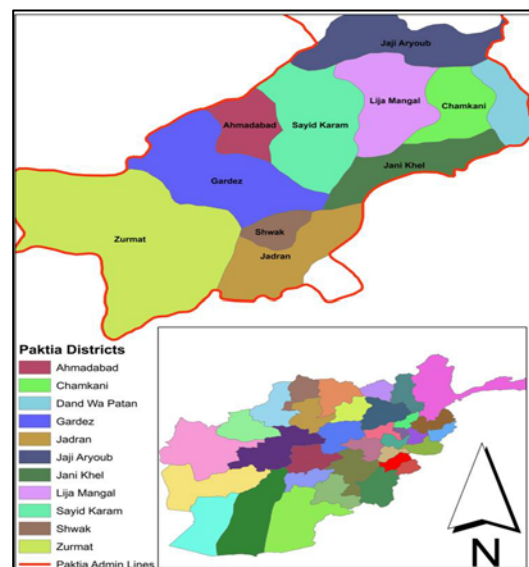 Jaji Aryoub
Lija Mangal
Chamkani
Ahmadabad
Sayid Karam
Jani Khel
Gardez
Shwak
Zurmat
Jadran
Paktia Districts
Ahmadabad
Chamkani
Dand Wa Patan
Gardez
Jadran
Jaji Aryoub
Jani Khel
Lija Mangal
Sayid Karam
Shwak
Zurmat
Paktia Admin Lines
N